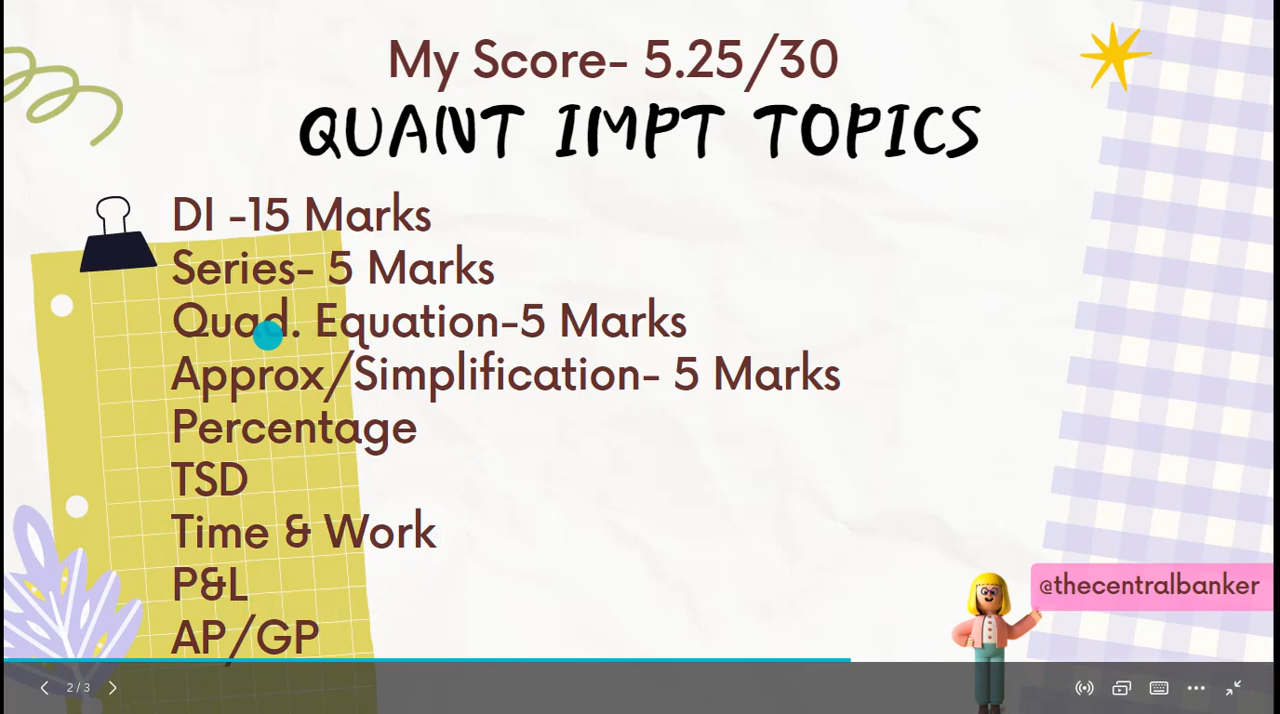 My Score- 5.25/30
QUANT IMPT TOPICS
DI -15 Marks
Series- 5 Marks
Quad. Equation-5 Marks
Approx/Simplification- 5 Marks
Percentage
TSD
Time & Work
P&L
AP/GP
@thecentralbanker
2/3